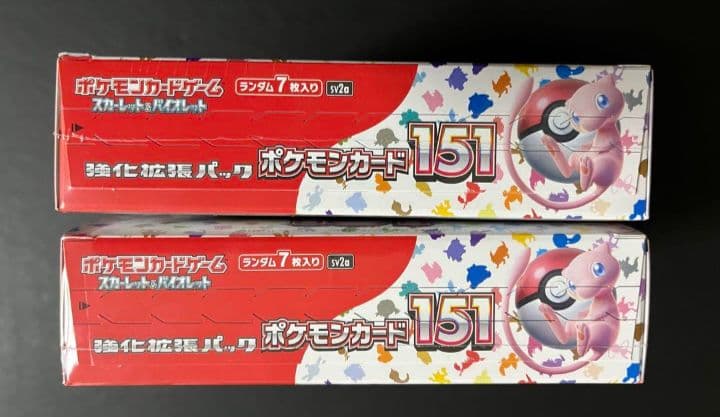 ポケモンカードゲーム
スカーレット&バイオレット
ランダム7枚入り
sv2a
強化拡張パック
ポケモンカード151
ポケモンカードゲーム
スカーレット&バイオレット
ランダム7枚入り
sv2a
強化拡張パック
ポケモンカード151